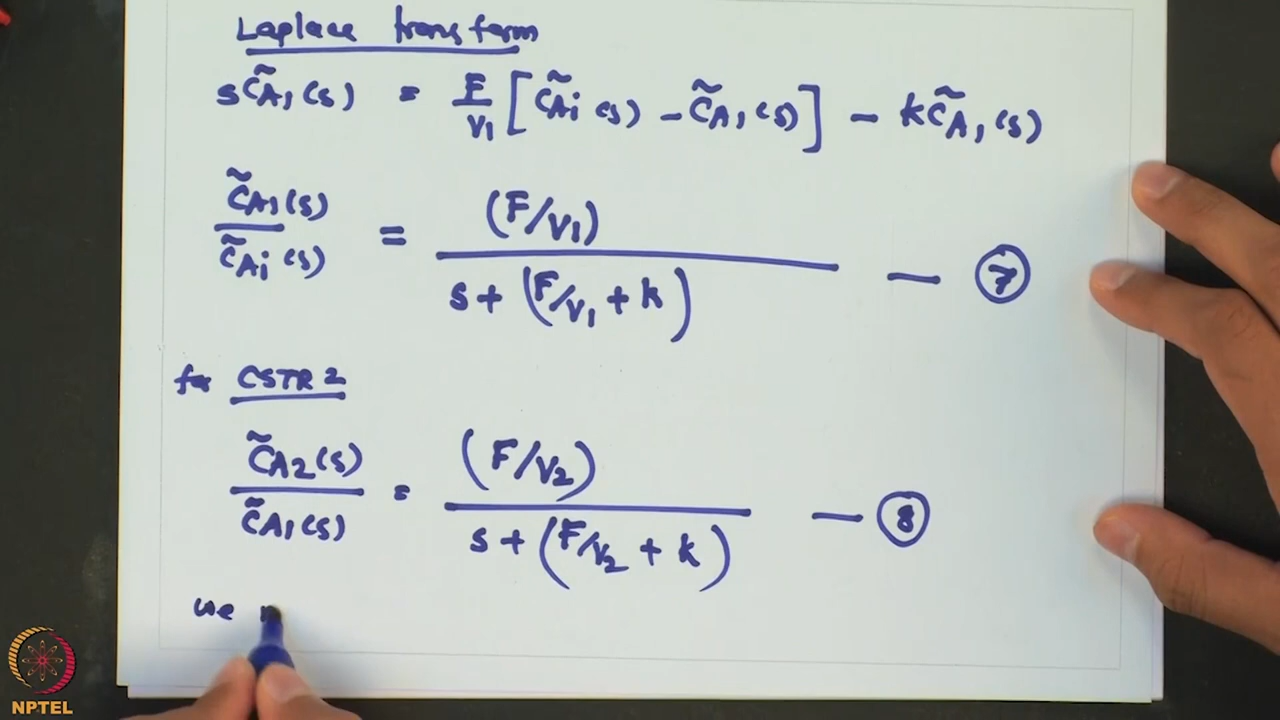 Laplace transform
sC̃A1(s) = F/V1 [C̃Ai(s) - C̃A1(s)] - kC̃A1(s)
C̃A1(s) / C̃Ai(s) = (F/V1) / s + (F/V1 + k) — 7
for CSTR 2
C̃A2(s) / C̃A1(s) = (F/V2) / s + (F/V2 + k) — 8
we
NPTEL